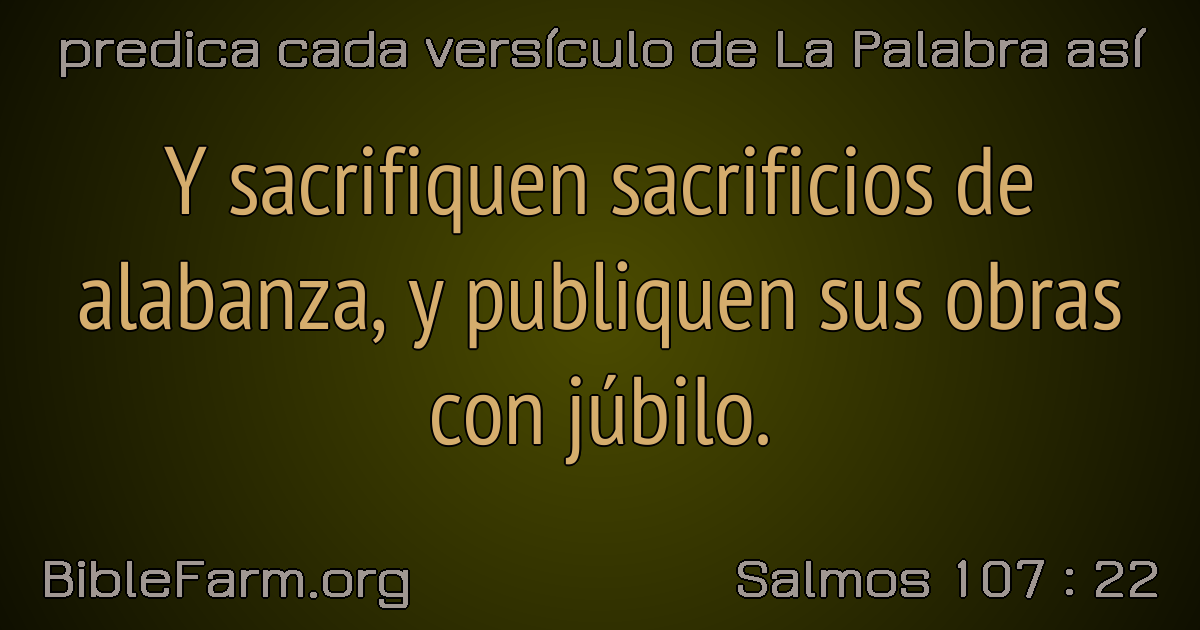 predica cada versículo de La Palabra así
Y sacrifiquen sacrificios de
alabanza, y publiquen sus obras
con júbilo.
BibleFarm.org
Salmos 107 : 22